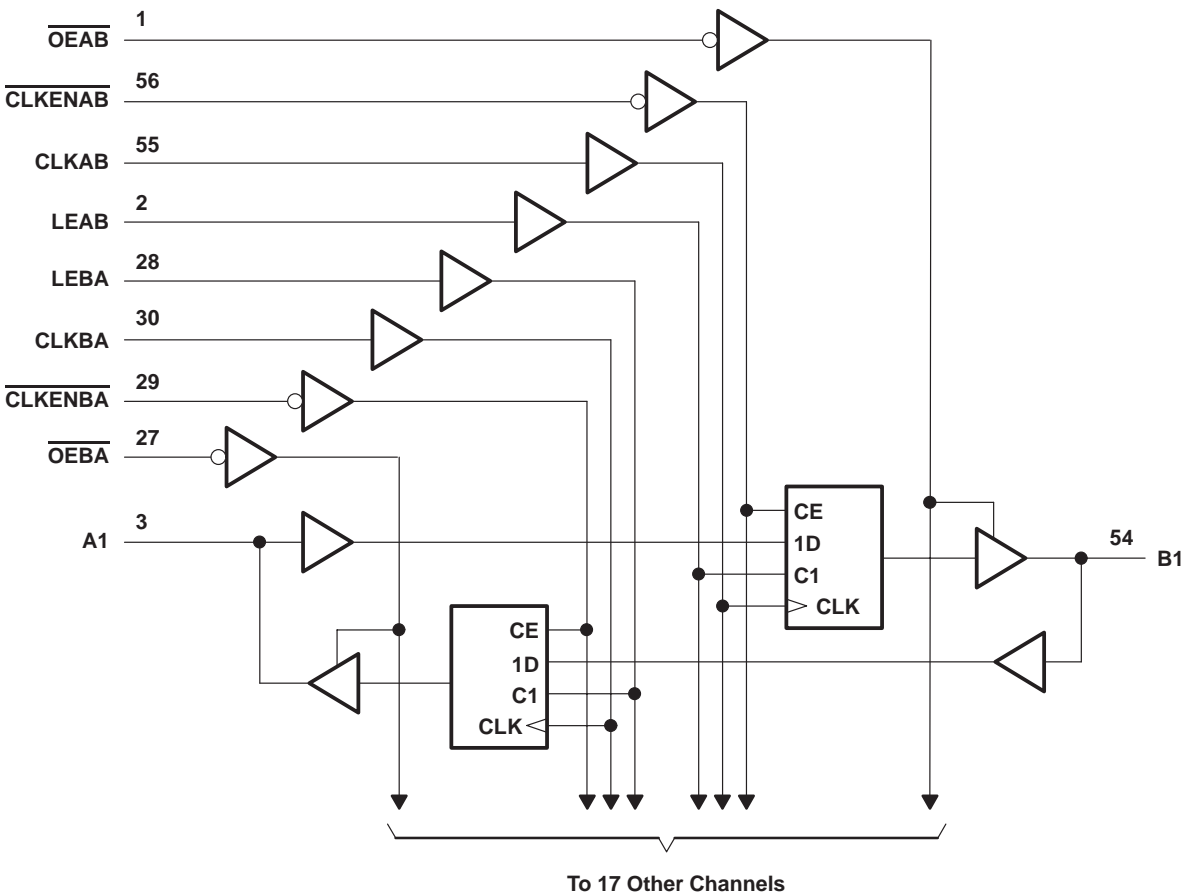 1
OEAB
56
CLKENAB
55
CLKAB
2
LEAB
28
LEBA
30
CLKBA
29
CLKENBA
27
OEBA
3
A1
CE
1D
C1
CLK
54
B1
CE
1D
C1
CLK
To 17 Other Channels